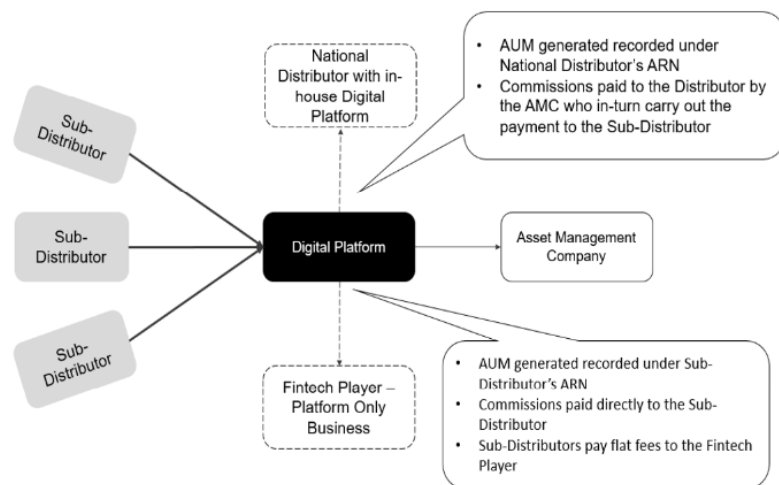 National
Distributor with in-
house Digital
Platform
• AUM generated recorded under
National Distributor's ARN
• Commissions paid to the Distributor by
the AMC who in-turn carry out the
payment to the Sub-Distributor
Sub-
Distributor
Sub-
Distributor
Sub-
Distributor
Digital Platform
Asset Management
Company
Fintech Player –
Platform Only
Business
• AUM generated recorded under Sub-
Distributor's ARN
• Commissions paid directly to the Sub-
Distributor
• Sub-Distributors pay flat fees to the Fintech
Player